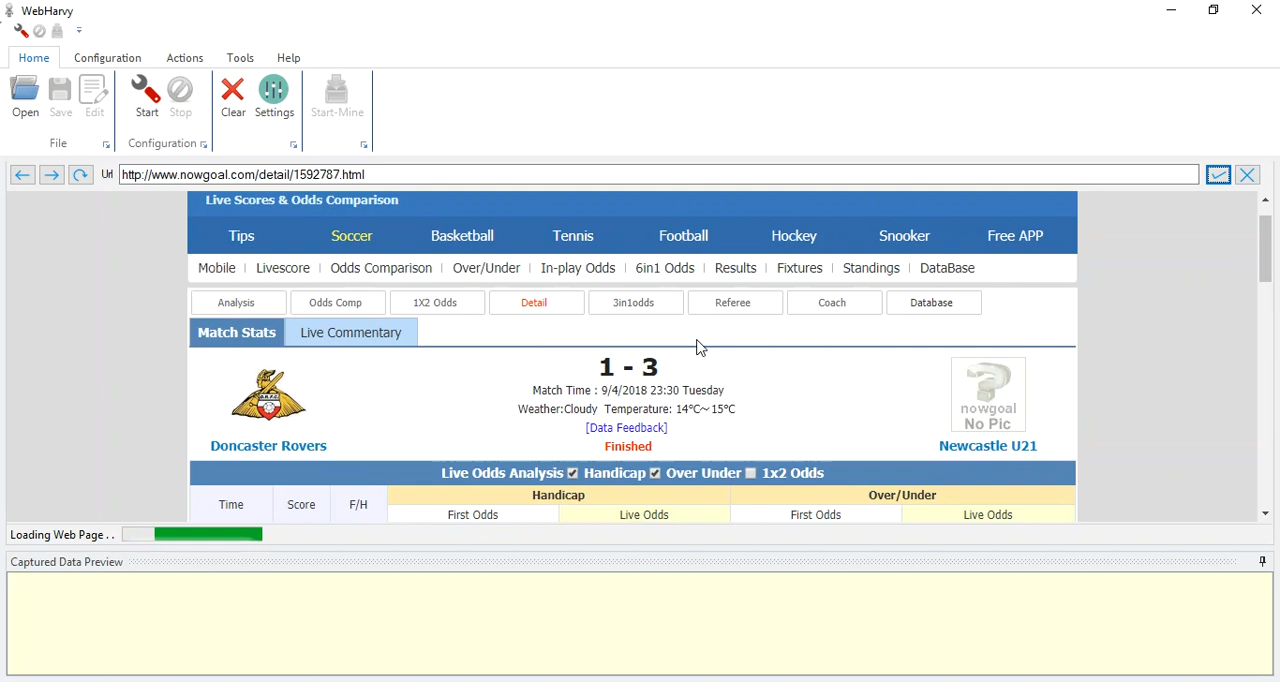 WebHarvy
Home Configuration Actions Tools Help
Open Save Edit Start Stop Clear Settings Start-Mine
File Configuration
Url http://www.nowgoal.com/detail/1592787.html
Live Scores & Odds Comparison
Tips Soccer Basketball Tennis Football Hockey Snooker Free APP
Mobile | Livescore | Odds Comparison | Over/Under | In-play Odds | 6in1 Odds | Results | Fixtures | Standings | DataBase
Analysis Odds Comp 1X2 Odds Detail 3in1odds Referee Coach Database
Match Stats Live Commentary
1 - 3
Match Time : 9/4/2018 23:30 Tuesday
Weather:Cloudy Temperature: 14℃～15℃
[Data Feedback]
nowgoal
No Pic
Doncaster Rovers Finished Newcastle U21
Live Odds Analysis Handicap Over Under 1x2 Odds
Time Score F/H Handicap Over/Under
First Odds Live Odds First Odds Live Odds
Loading Web Page . .
Captured Data Preview